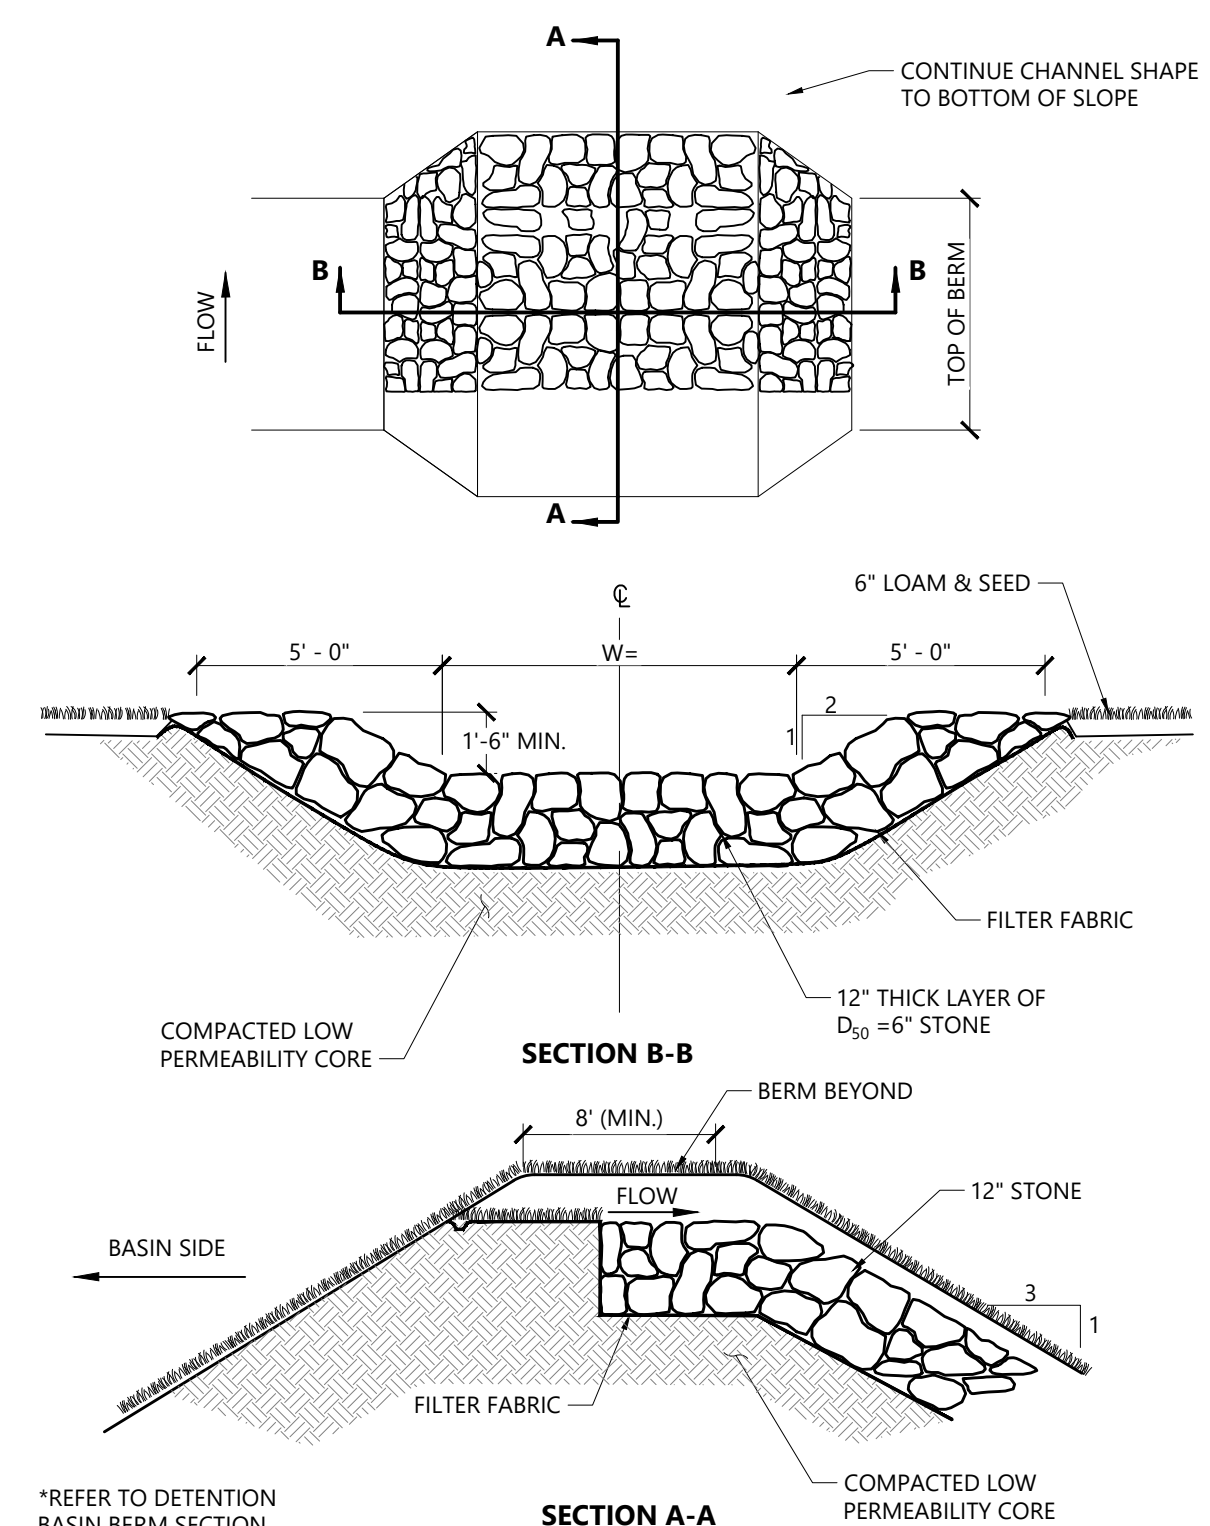 A
CONTINUE CHANNEL SHAPE
TO BOTTOM OF SLOPE
B
B
FLOW
TOP OF BERM
A
6" LOAM & SEED
℄
5' - 0"
W=
5' - 0"
2
1
1'-6" MIN.
FILTER FABRIC
12" THICK LAYER OF
D₅₀ =6" STONE
COMPACTED LOW
PERMEABILITY CORE
SECTION B-B
BERM BEYOND
8' (MIN.)
12" STONE
FLOW
BASIN SIDE
3
1
FILTER FABRIC
COMPACTED LOW
PERMEABILITY CORE
*REFER TO DETENTION
BASIN BERM SECTION
SECTION A-A